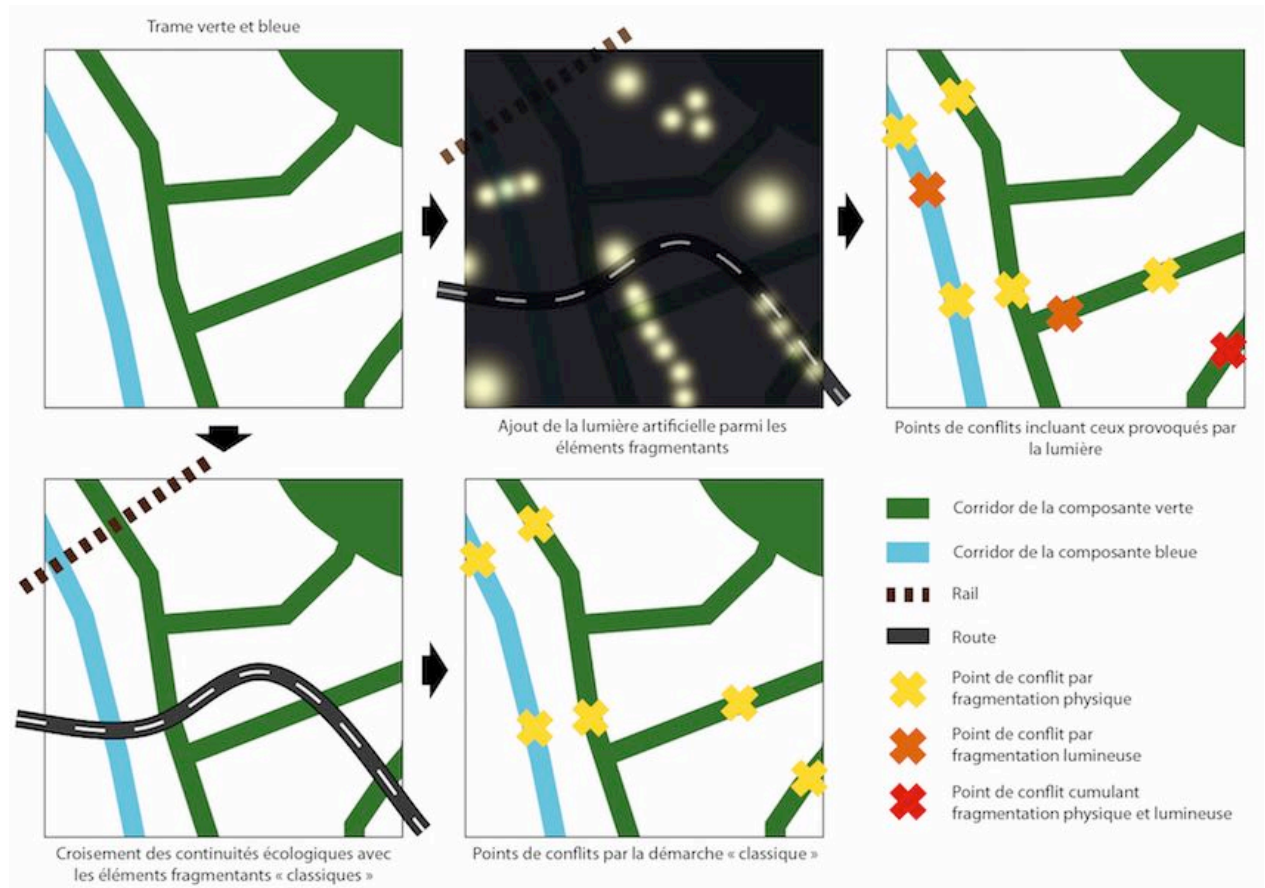 Trame verte et bleue
Ajout de la lumière artificielle parmi les
éléments fragmentants
Points de conflits incluant ceux provoqués par
la lumière
Croisement des continuités écologiques avec
les éléments fragmentants « classiques »
Points de conflits par la démarche « classique »
Corridor de la composante verte
Corridor de la composante bleue
Rail
Route
Point de conflit par
fragmentation physique
Point de conflit par
fragmentation lumineuse
Point de conflit cumulant
fragmentation physique et lumineuse